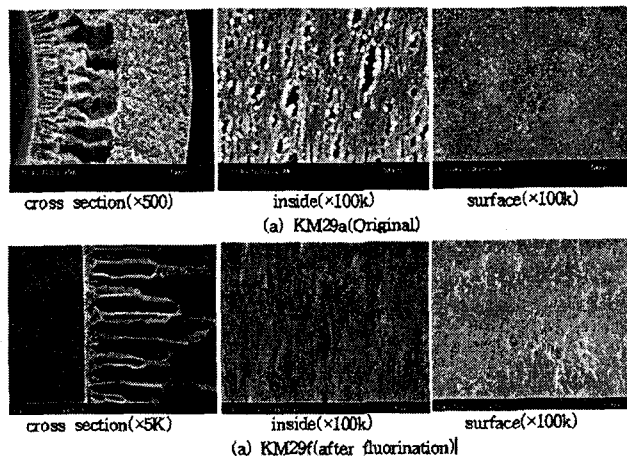 cross section(×500) inside(×100k) surface(×100k)
(a) KM29a(Original)
cross section(×5K) inside(×100k) surface(×100k)
(a) KM29f(after fluorination)